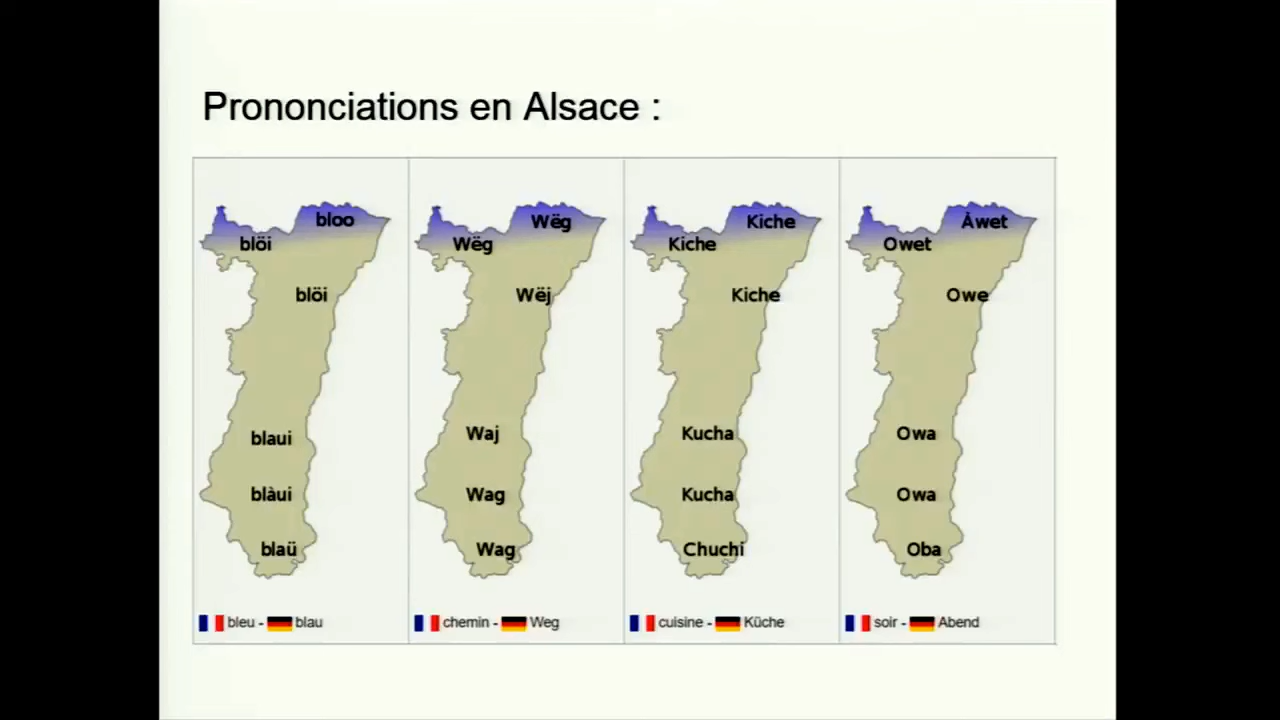 Prononciations en Alsace :
bloo
blöi
blöi
blaui
blàui
blaü
bleu - blau
Wëg
Wëg
Wëj
Waj
Wag
Wag
chemin - Weg
Kiche
Kiche
Kiche
Kucha
Kucha
Chuchi
cuisine - Küche
Àwet
Owet
Owe
Owa
Owa
Oba
soir - Abend